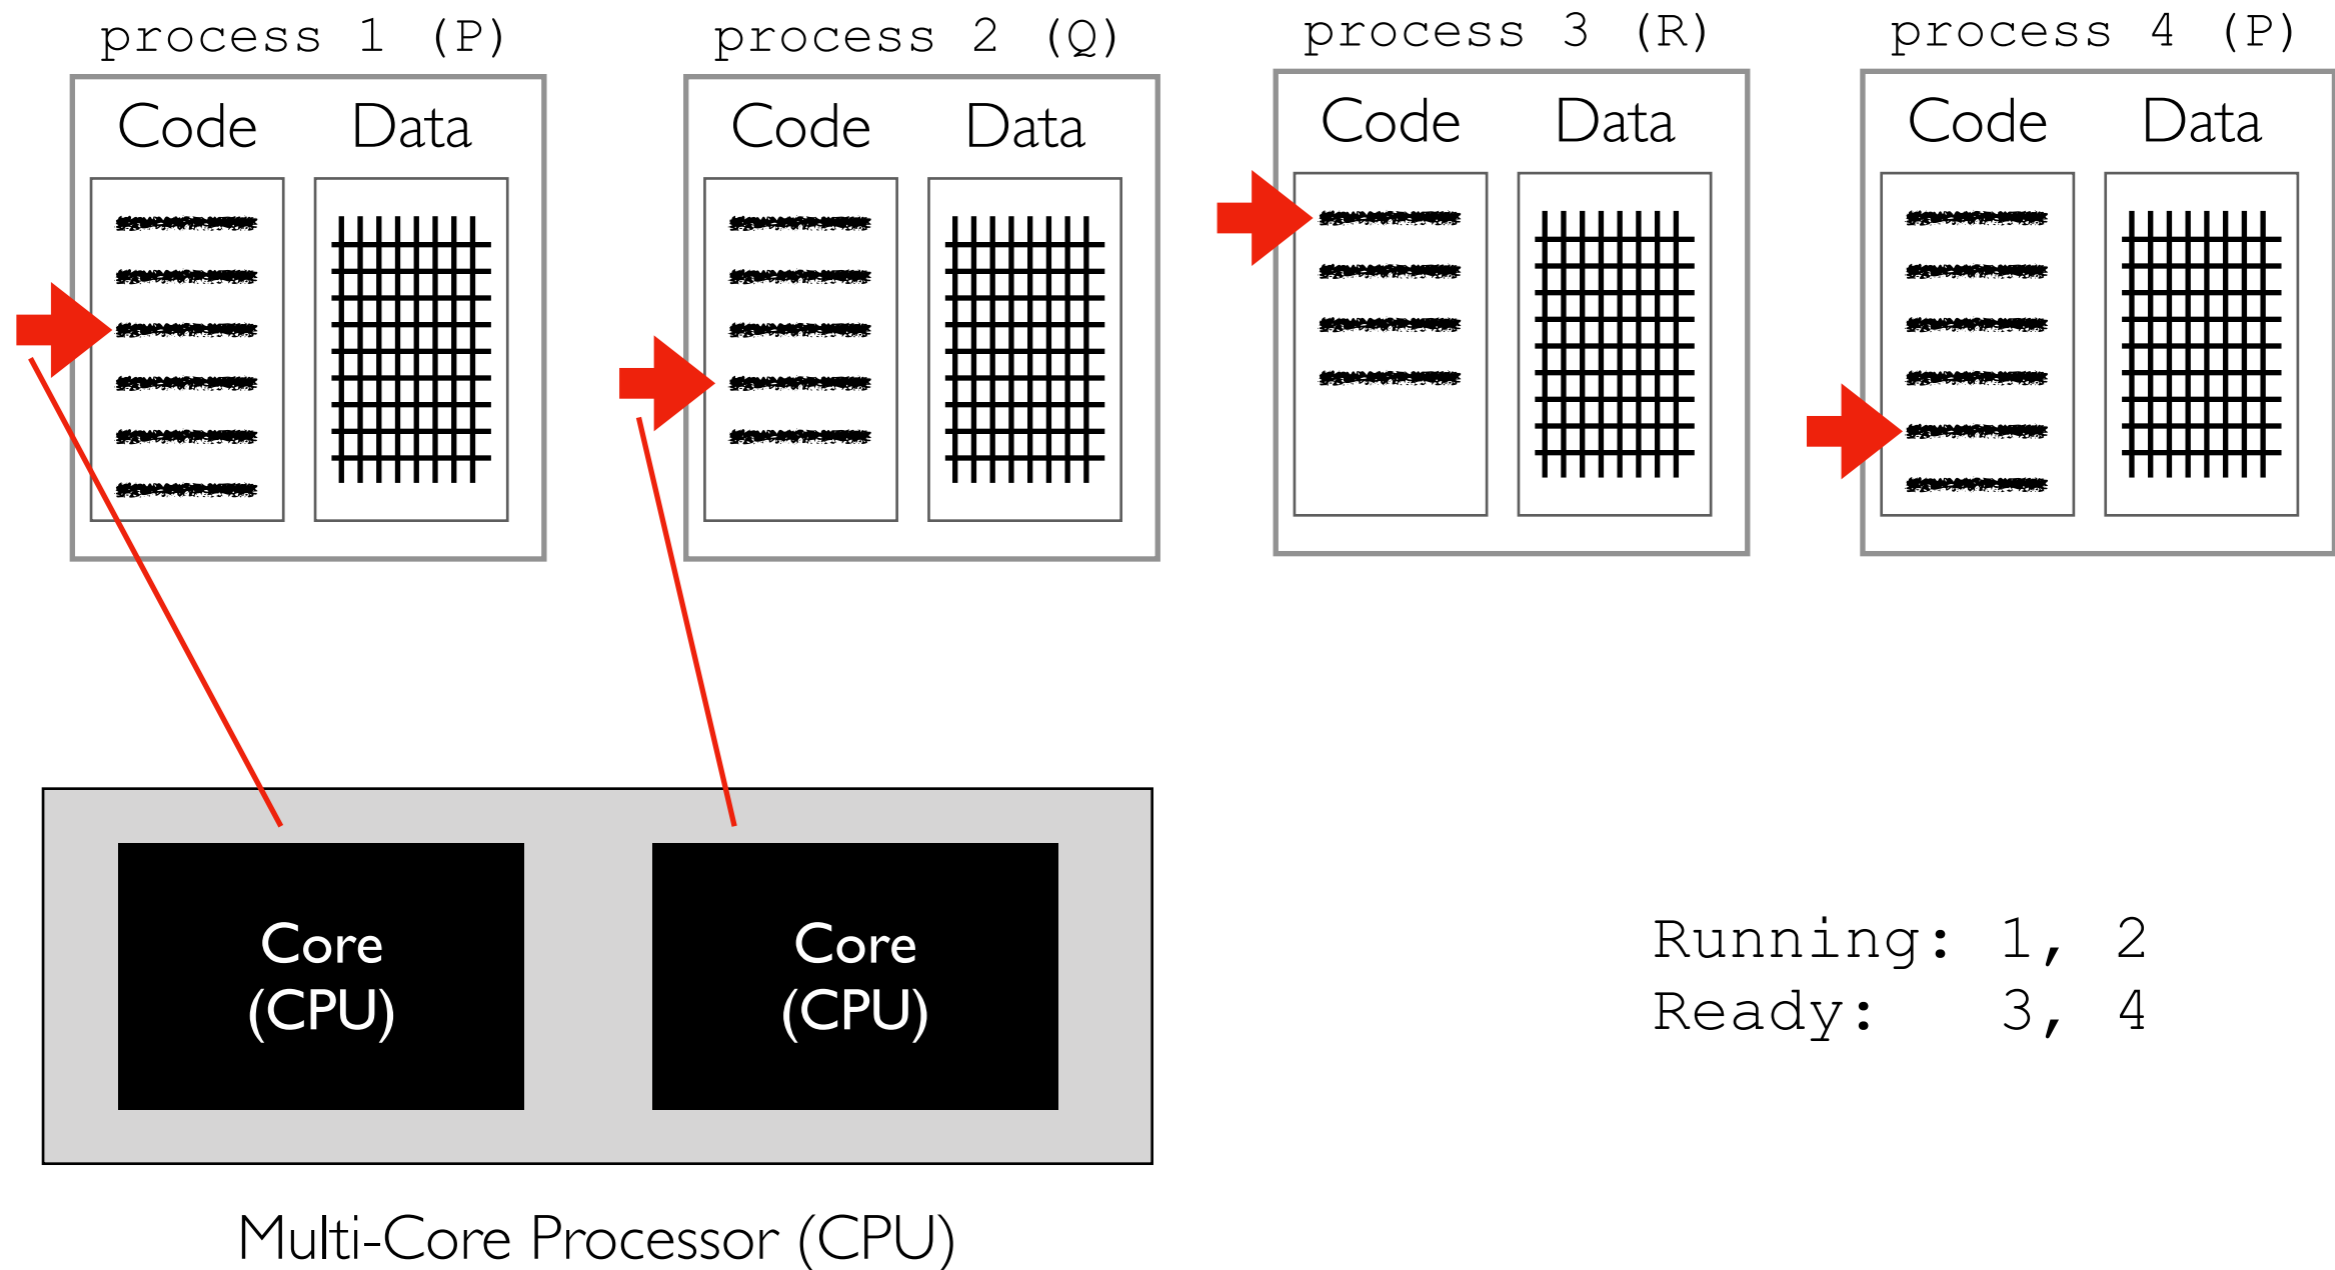 process 1 (P)
process 2 (Q)
process 3 (R)
process 4 (P)
Code Data
Code Data
Code Data
Code Data
Core
(CPU)
Core
(CPU)
Running: 1, 2
Ready: 3, 4
Multi-Core Processor (CPU)